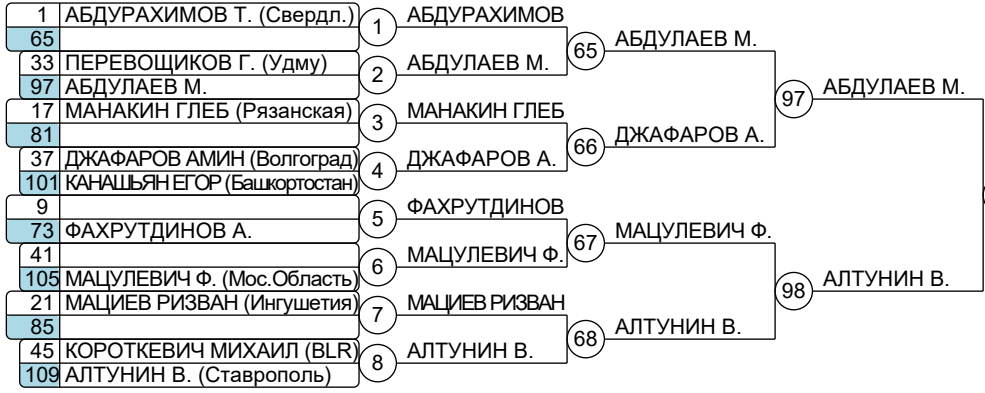 1 АБДУРАХИМОВ Т. (Свердл.)
65
33 ПЕРЕВОЩИКОВ Г. (Удму)
97 АБДУЛАЕВ М.
17 МАНАКИН ГЛЕБ (Рязанская)
81
37 ДЖАФАРОВ АМИН (Волгоград)
101 КАНАШЬЯН ЕГОР (Башкортостан)
9
73 ФАХРУТДИНОВ А.
41
105 МАЦУЛЕВИЧ Ф. (Мос.Область)
21 МАЦИЕВ РИЗВАН (Ингушетия)
85
45 КОРОТКЕВИЧ МИХАИЛ (BLR)
109 АЛТУНИН В. (Ставрополь)
1 АБДУРАХИМОВ
2 АБДУЛАЕВ М.
3 МАНАКИН ГЛЕБ
4 ДЖАФАРОВ А.
5 ФАХРУТДИНОВ
6 МАЦУЛЕВИЧ Ф.
7 МАЦИЕВ РИЗВАН
8 АЛТУНИН В.
65 АБДУЛАЕВ М.
66 ДЖАФАРОВ А.
67 МАЦУЛЕВИЧ Ф.
68 АЛТУНИН В.
97 АБДУЛАЕВ М.
98 АЛТУНИН В.